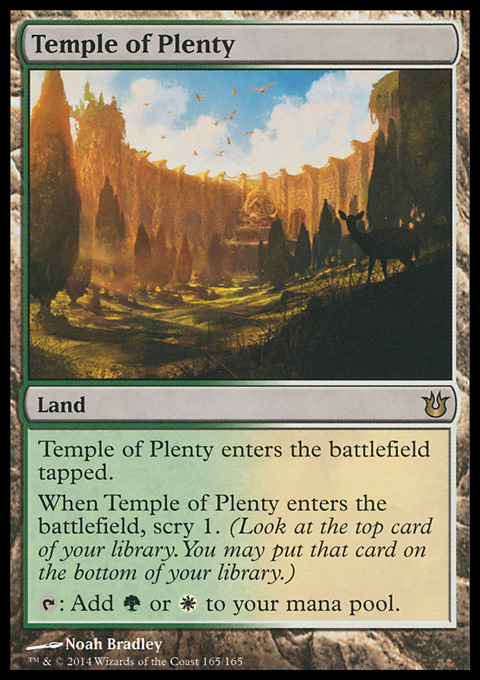 Temple of Plenty
Land
Temple of Plenty enters the battlefield
tapped.
When Temple of Plenty enters the
battlefield, scry 1. (Look at the top card
of your library. You may put that card on
the bottom of your library.)
: Add or to your mana pool.
Noah Bradley
™ & © 2014 Wizards of the Coast 165/165